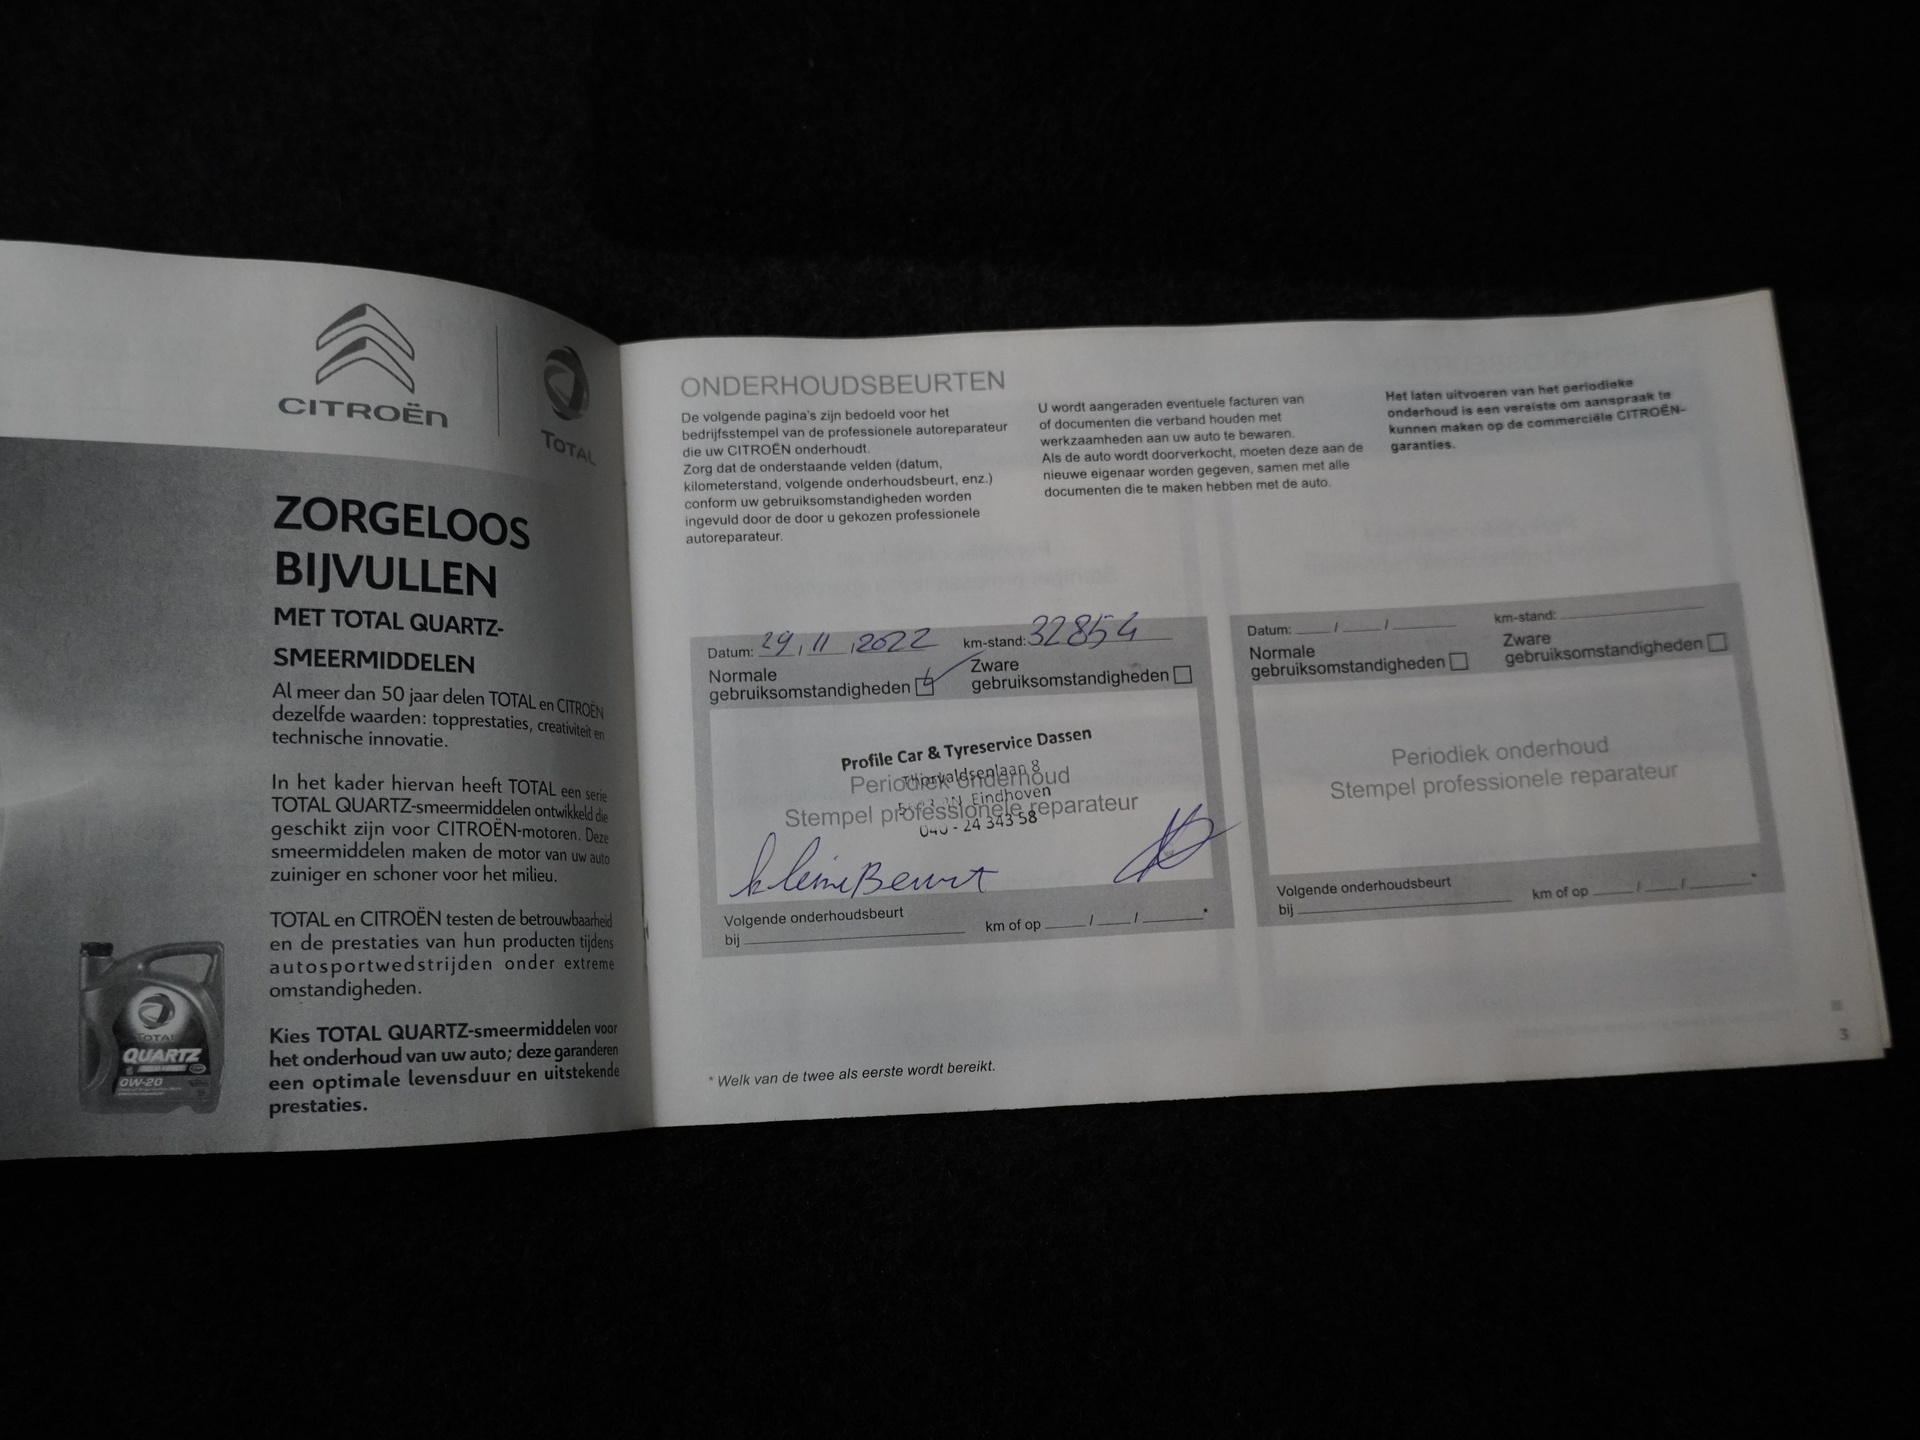 CITROËN
TOTAL
ZORGELOOS
BIJVULLEN
MET TOTAL QUARTZ-
SMEERMIDDELEN
Al meer dan 50 jaar delen TOTAL en CITROËN
dezelfde waarden: topprestaties, creativiteit en
technische innovatie.
In het kader hiervan heeft TOTAL een serie
TOTAL QUARTZ-smeermiddelen ontwikkeld die
geschikt zijn voor CITROËN-motoren. Deze
smeermiddelen maken de motor van uw auto
zuiniger en schoner voor het milieu.
TOTAL en CITROËN testen de betrouwbaarheid
en de prestaties van hun producten tijdens
autosportwedstrijden onder extreme
omstandigheden.
Kies TOTAL QUARTZ-smeermiddelen voor
het onderhoud van uw auto; deze garanderen
een optimale levensduur en uitstekende
prestaties.
TOTAL
QUARTZ
0W-20
ONDERHOUDSBEURTEN
De volgende pagina's zijn bedoeld voor het
bedrijfsstempel van de professionele autoreparateur
die uw CITROËN onderhoudt.
Zorg dat de onderstaande velden (datum,
kilometerstand, volgende onderhoudsbeurt, enz.)
conform uw gebruiksomstandigheden worden
ingevuld door de door u gekozen professionele
autoreparateur.
U wordt aangeraden eventuele facturen van
of documenten die verband houden met
werkzaamheden aan uw auto te bewaren.
Als de auto wordt doorverkocht, moeten deze aan de
nieuwe eigenaar worden gegeven, samen met alle
documenten die te maken hebben met de auto.
Het laten uitvoeren van het periodieke
onderhoud is een vereiste om aanspraak te
kunnen maken op de commerciële CITROËN-
garanties.
Datum: 29 / 11 / 2022 km-stand: 32854
Normale
gebruiksomstandigheden
Zware
gebruiksomstandigheden
Profile Car & Tyreservice Dassen
Thorvaldsenlaan 8
Periodiek onderhoud
Eindhoven
Stempel professionele reparateur
040 - 24 343 58
kleine Beurt
Volgende onderhoudsbeurt
bij km of op / / *
Datum: / / km-stand:
Normale
gebruiksomstandigheden
Zware
gebruiksomstandigheden
Periodiek onderhoud
Stempel professionele reparateur
Volgende onderhoudsbeurt
bij km of op / / *
* Welk van de twee als eerste wordt bereikt.
3